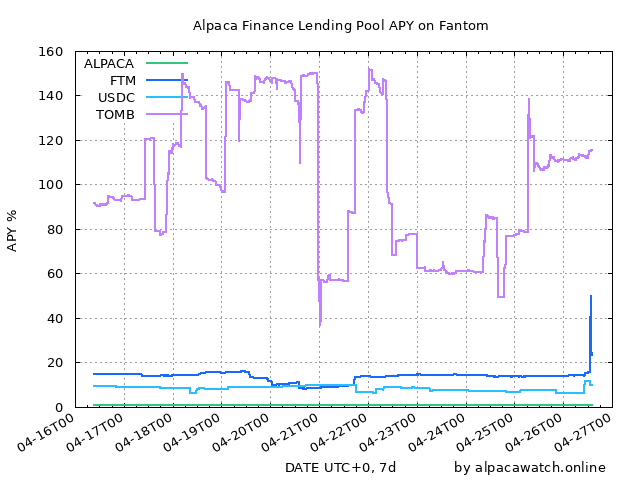 Alpaca Finance Lending Pool APY on Fantom
APY %
160
140
120
100
80
60
40
20
0
ALPACA
FTM
USDC
TOMB
04-16T00
04-17T00
04-18T00
04-19T00
04-20T00
04-21T00
04-22T00
04-23T00
04-24T00
04-25T00
04-26T00
04-27T00
DATE UTC+0, 7d
by alpacawatch.online